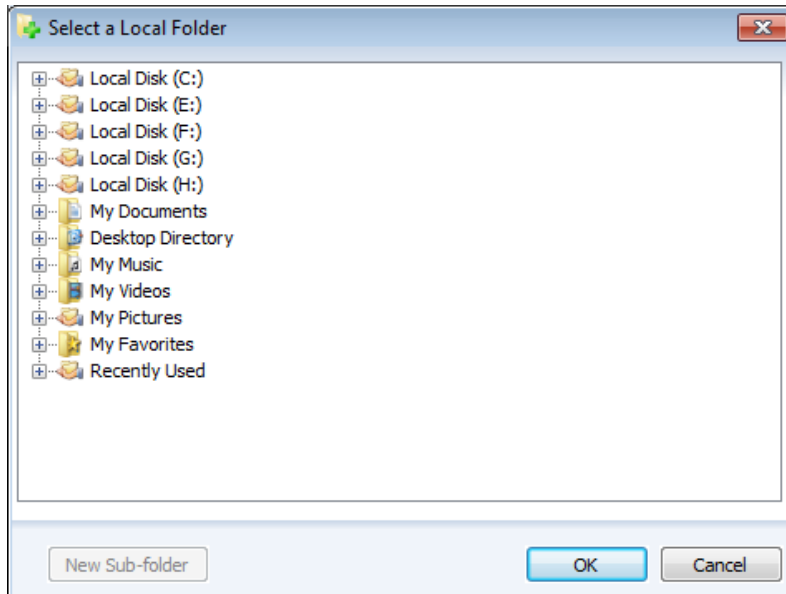 Select a Local Folder
Local Disk (C:)
Local Disk (E:)
Local Disk (F:)
Local Disk (G:)
Local Disk (H:)
My Documents
Desktop Directory
My Music
My Videos
My Pictures
My Favorites
Recently Used
New Sub-folder OK Cancel